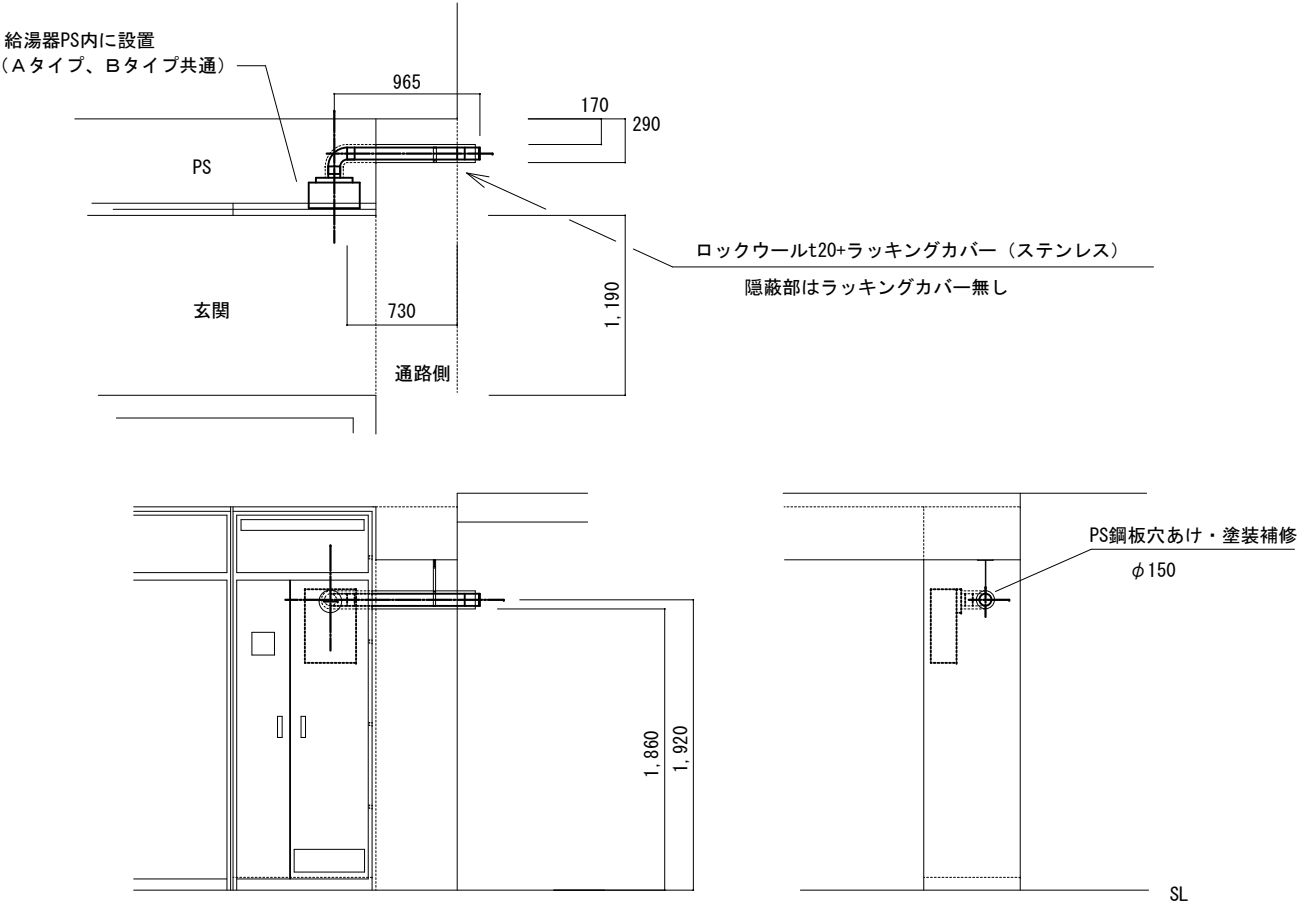 給湯器PS内に設置
（Aタイプ、Bタイプ共通）
965
170
290
PS
ロックウールt20+ラッキングカバー（ステンレス）
隠蔽部はラッキングカバー無し
玄関
730
1,190
通路側
PS鋼板穴あけ・塗装補修
φ150
1,860
1,920
SL